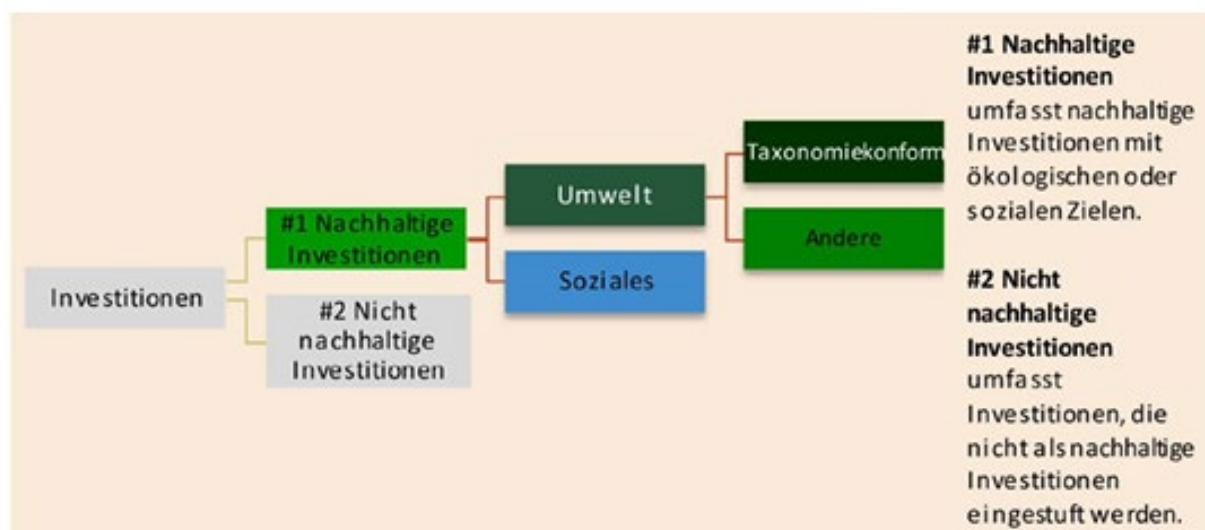 Investitionen
#1 Nachhaltige
Investitionen
#2 Nicht
nachhaltige
Investitionen
Umwelt
Soziales
Taxonomiekonform
Andere
#1 Nachhaltige
Investitionen
umfasst nachhaltige
Investitionen mit
ökologischen oder
sozialen Zielen.
#2 Nicht
nachhaltige
Investitionen
umfasst
Investitionen, die
nicht als nachhaltige
Investitionen
eingestuft werden.